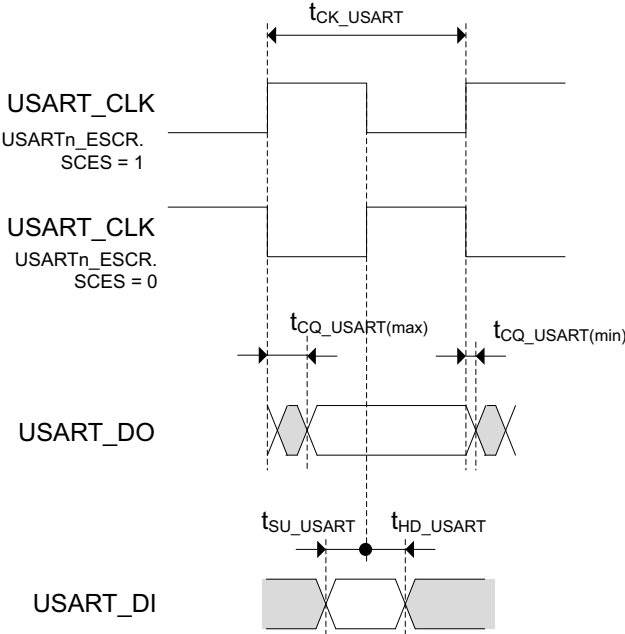 tCK_USART
USART_CLK
USARTn_ESCR.
SCES = 1
USART_CLK
USARTn_ESCR.
SCES = 0
tCQ_USART(max)
tCQ_USART(min)
USART_DO
tSU_USART
tHD_USART
USART_DI